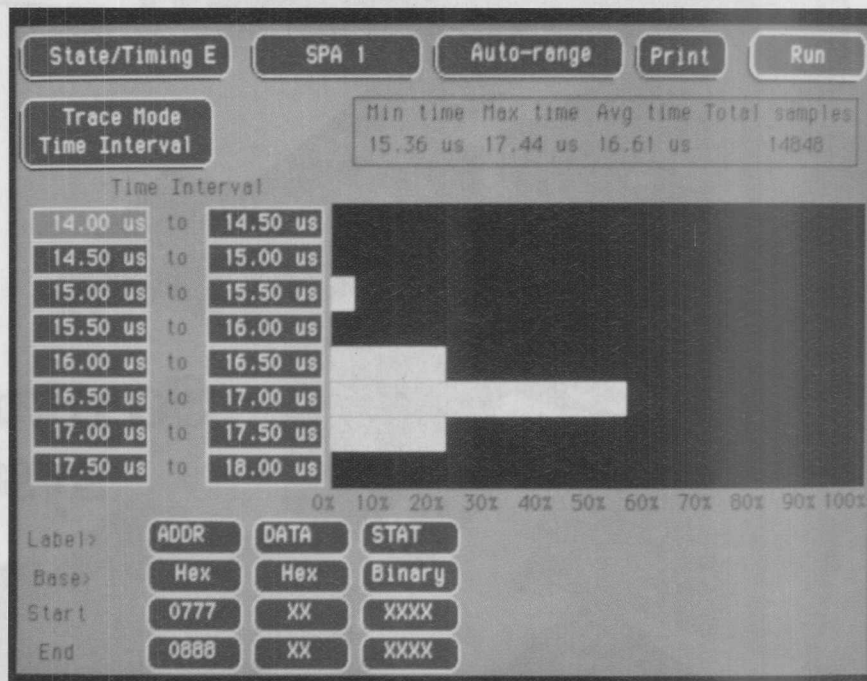 State/Timing E SPA 1 Auto-range Print Run
Trace Mode
Time Interval
Min time Max time Avg time Total samples
15.36 us 17.44 us 16.61 us 14848
Time Interval
14.00 us to 14.50 us
14.50 us to 15.00 us
15.00 us to 15.50 us
15.50 us to 16.00 us
16.00 us to 16.50 us
16.50 us to 17.00 us
17.00 us to 17.50 us
17.50 us to 18.00 us
0% 10% 20% 30% 40% 50% 60% 70% 80% 90% 100%
Label> ADDR DATA STAT
Base> Hex Hex Binary
Start 0777 XX XXXX
End 0888 XX XXXX